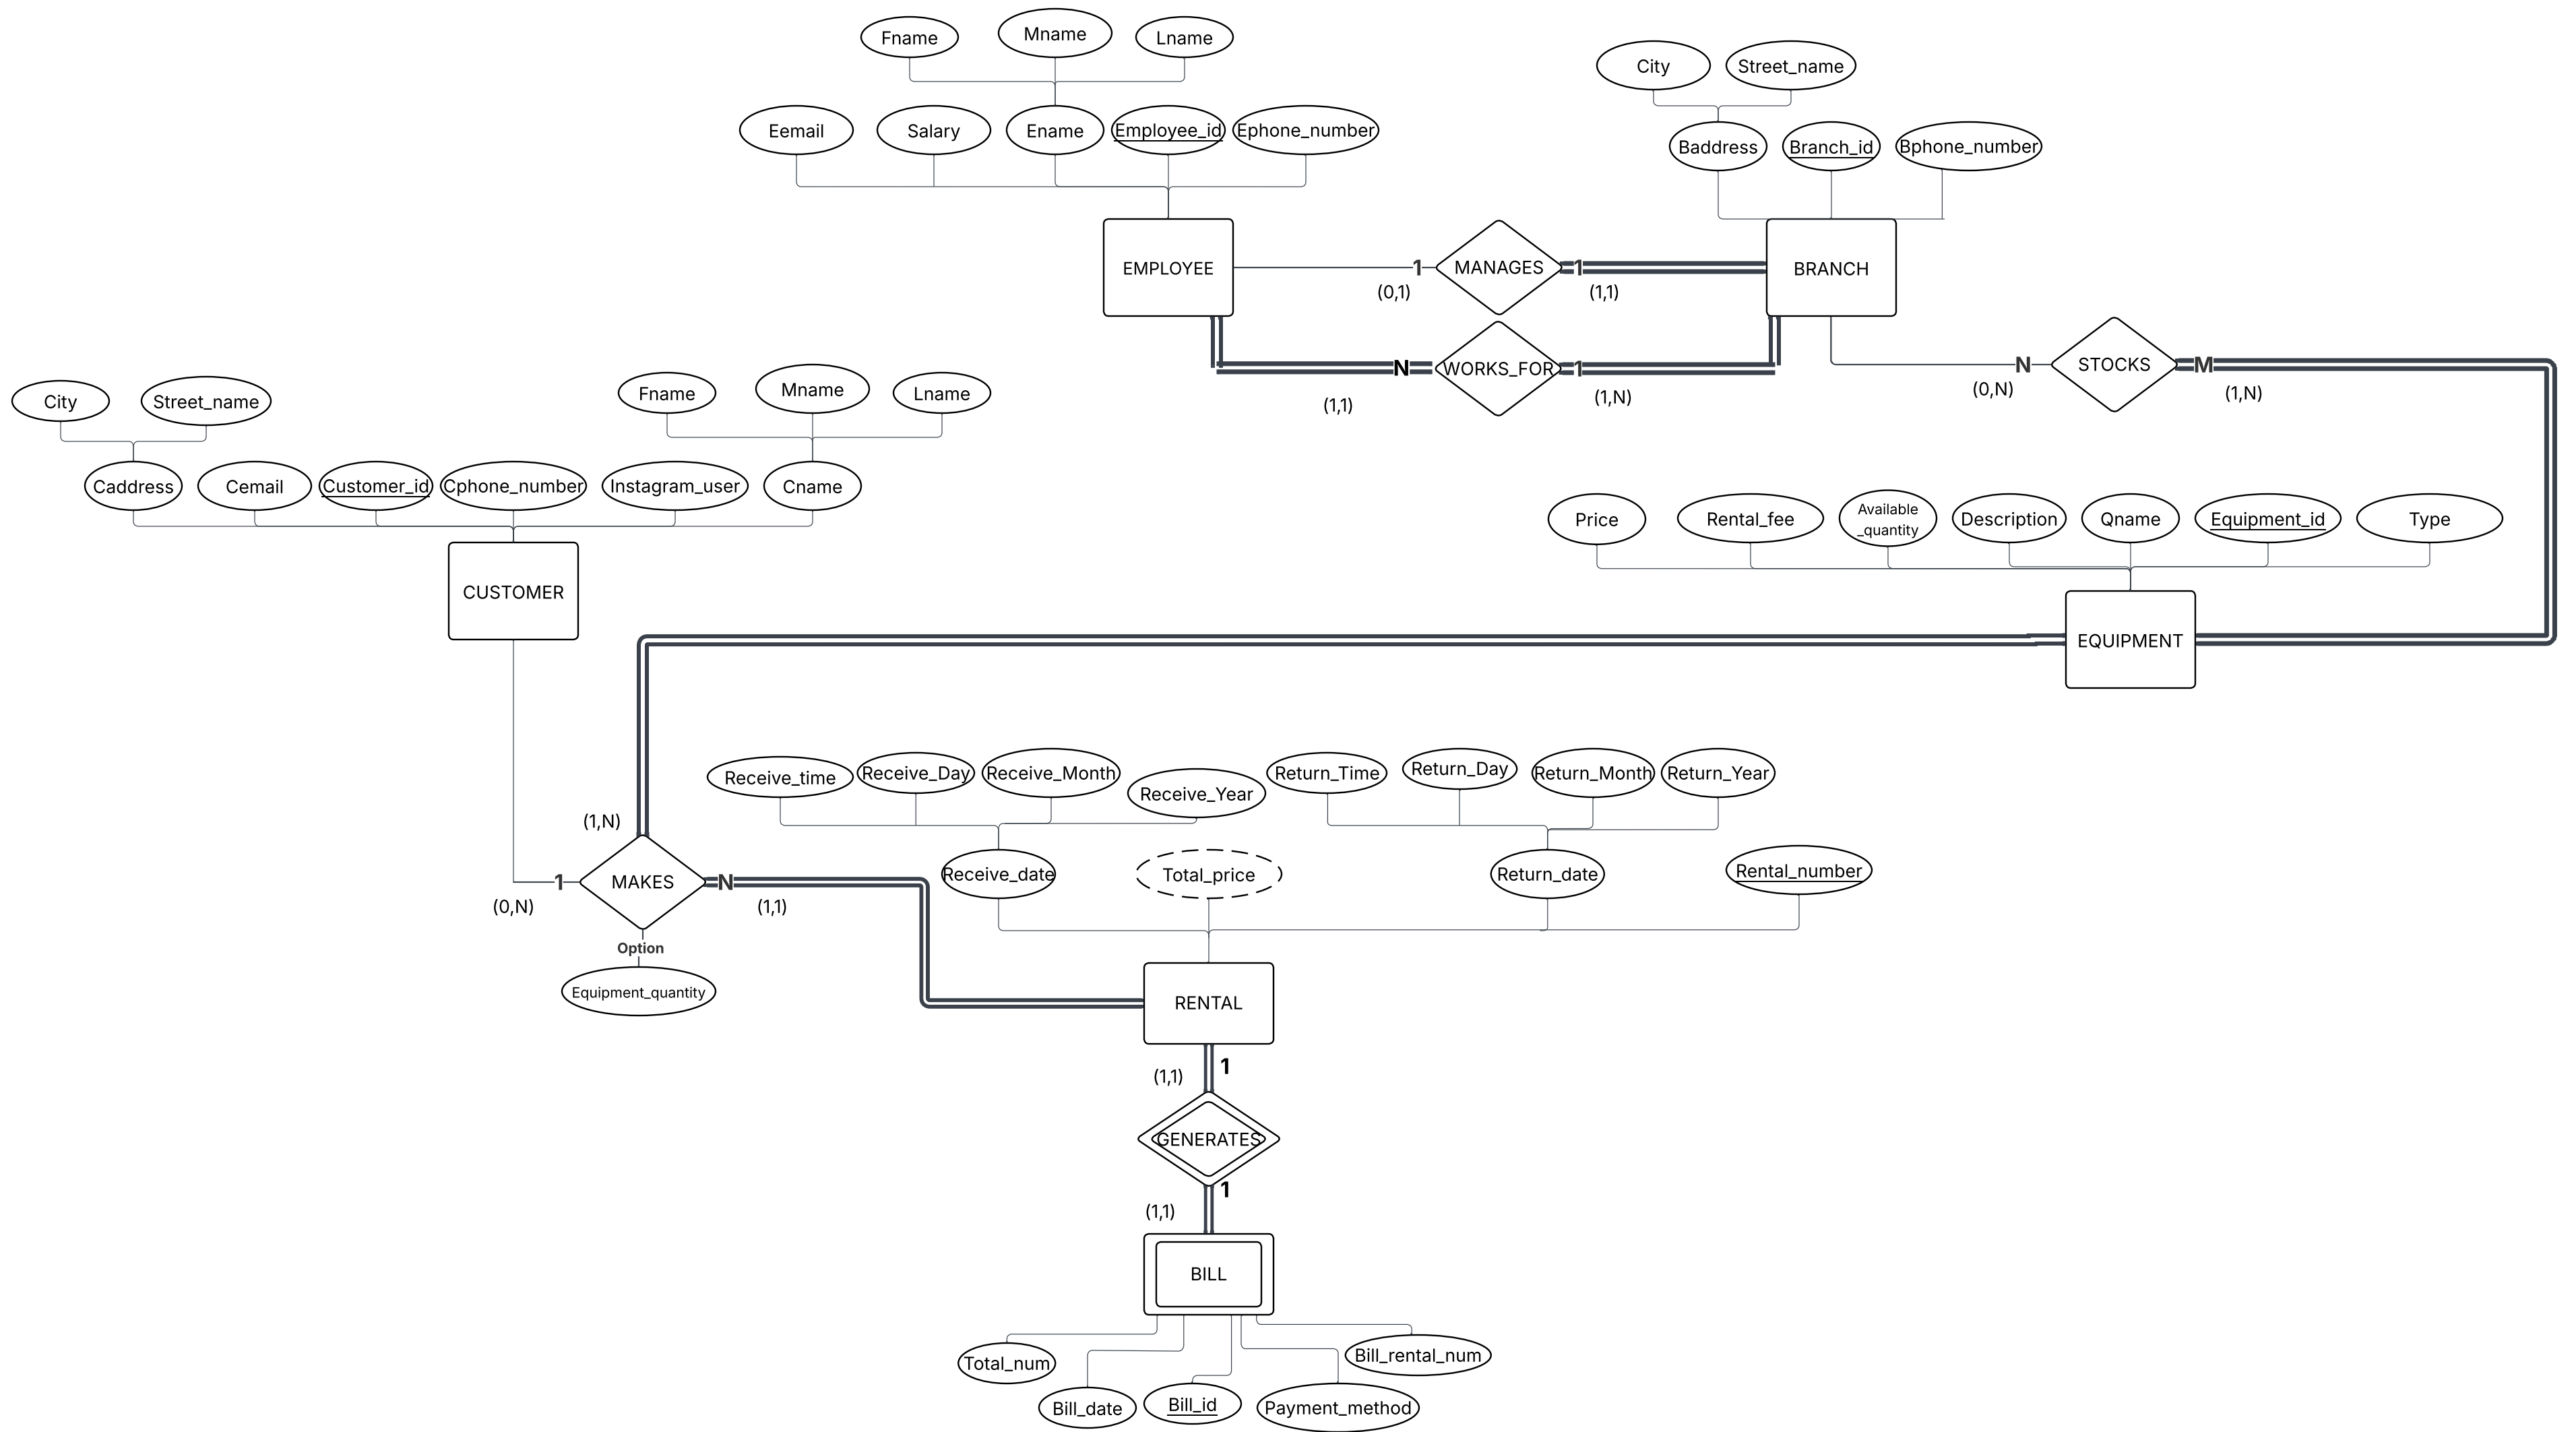 Fname
Mname
Lname
City
Street_name
Eemail
Salary
Ename
Employee_id
Ephone_number
Baddress
Branch_id
Bphone_number
EMPLOYEE
1
MANAGES
1
BRANCH
(0,1)
(1,1)
N
WORKS_FOR
1
N
STOCKS
M
(1,1)
(1,N)
(0,N)
(1,N)
City
Street_name
Fname
Mname
Lname
Caddress
Cemail
Customer_id
Cphone_number
Instagram_user
Cname
Price
Rental_fee
Available
_quantity
Description
Qname
Equipment_id
Type
CUSTOMER
EQUIPMENT
Receive_time
Receive_Day
Receive_Month
Receive_Year
Return_Time
Return_Day
Return_Month
Return_Year
(1,N)
1
MAKES
N
Receive_date
Total_price
Return_date
Rental_number
(0,N)
(1,1)
Option
Equipment_quantity
RENTAL
(1,1)
1
GENERATES
1
(1,1)
BILL
Total_num
Bill_date
Bill_id
Payment_method
Bill_rental_num